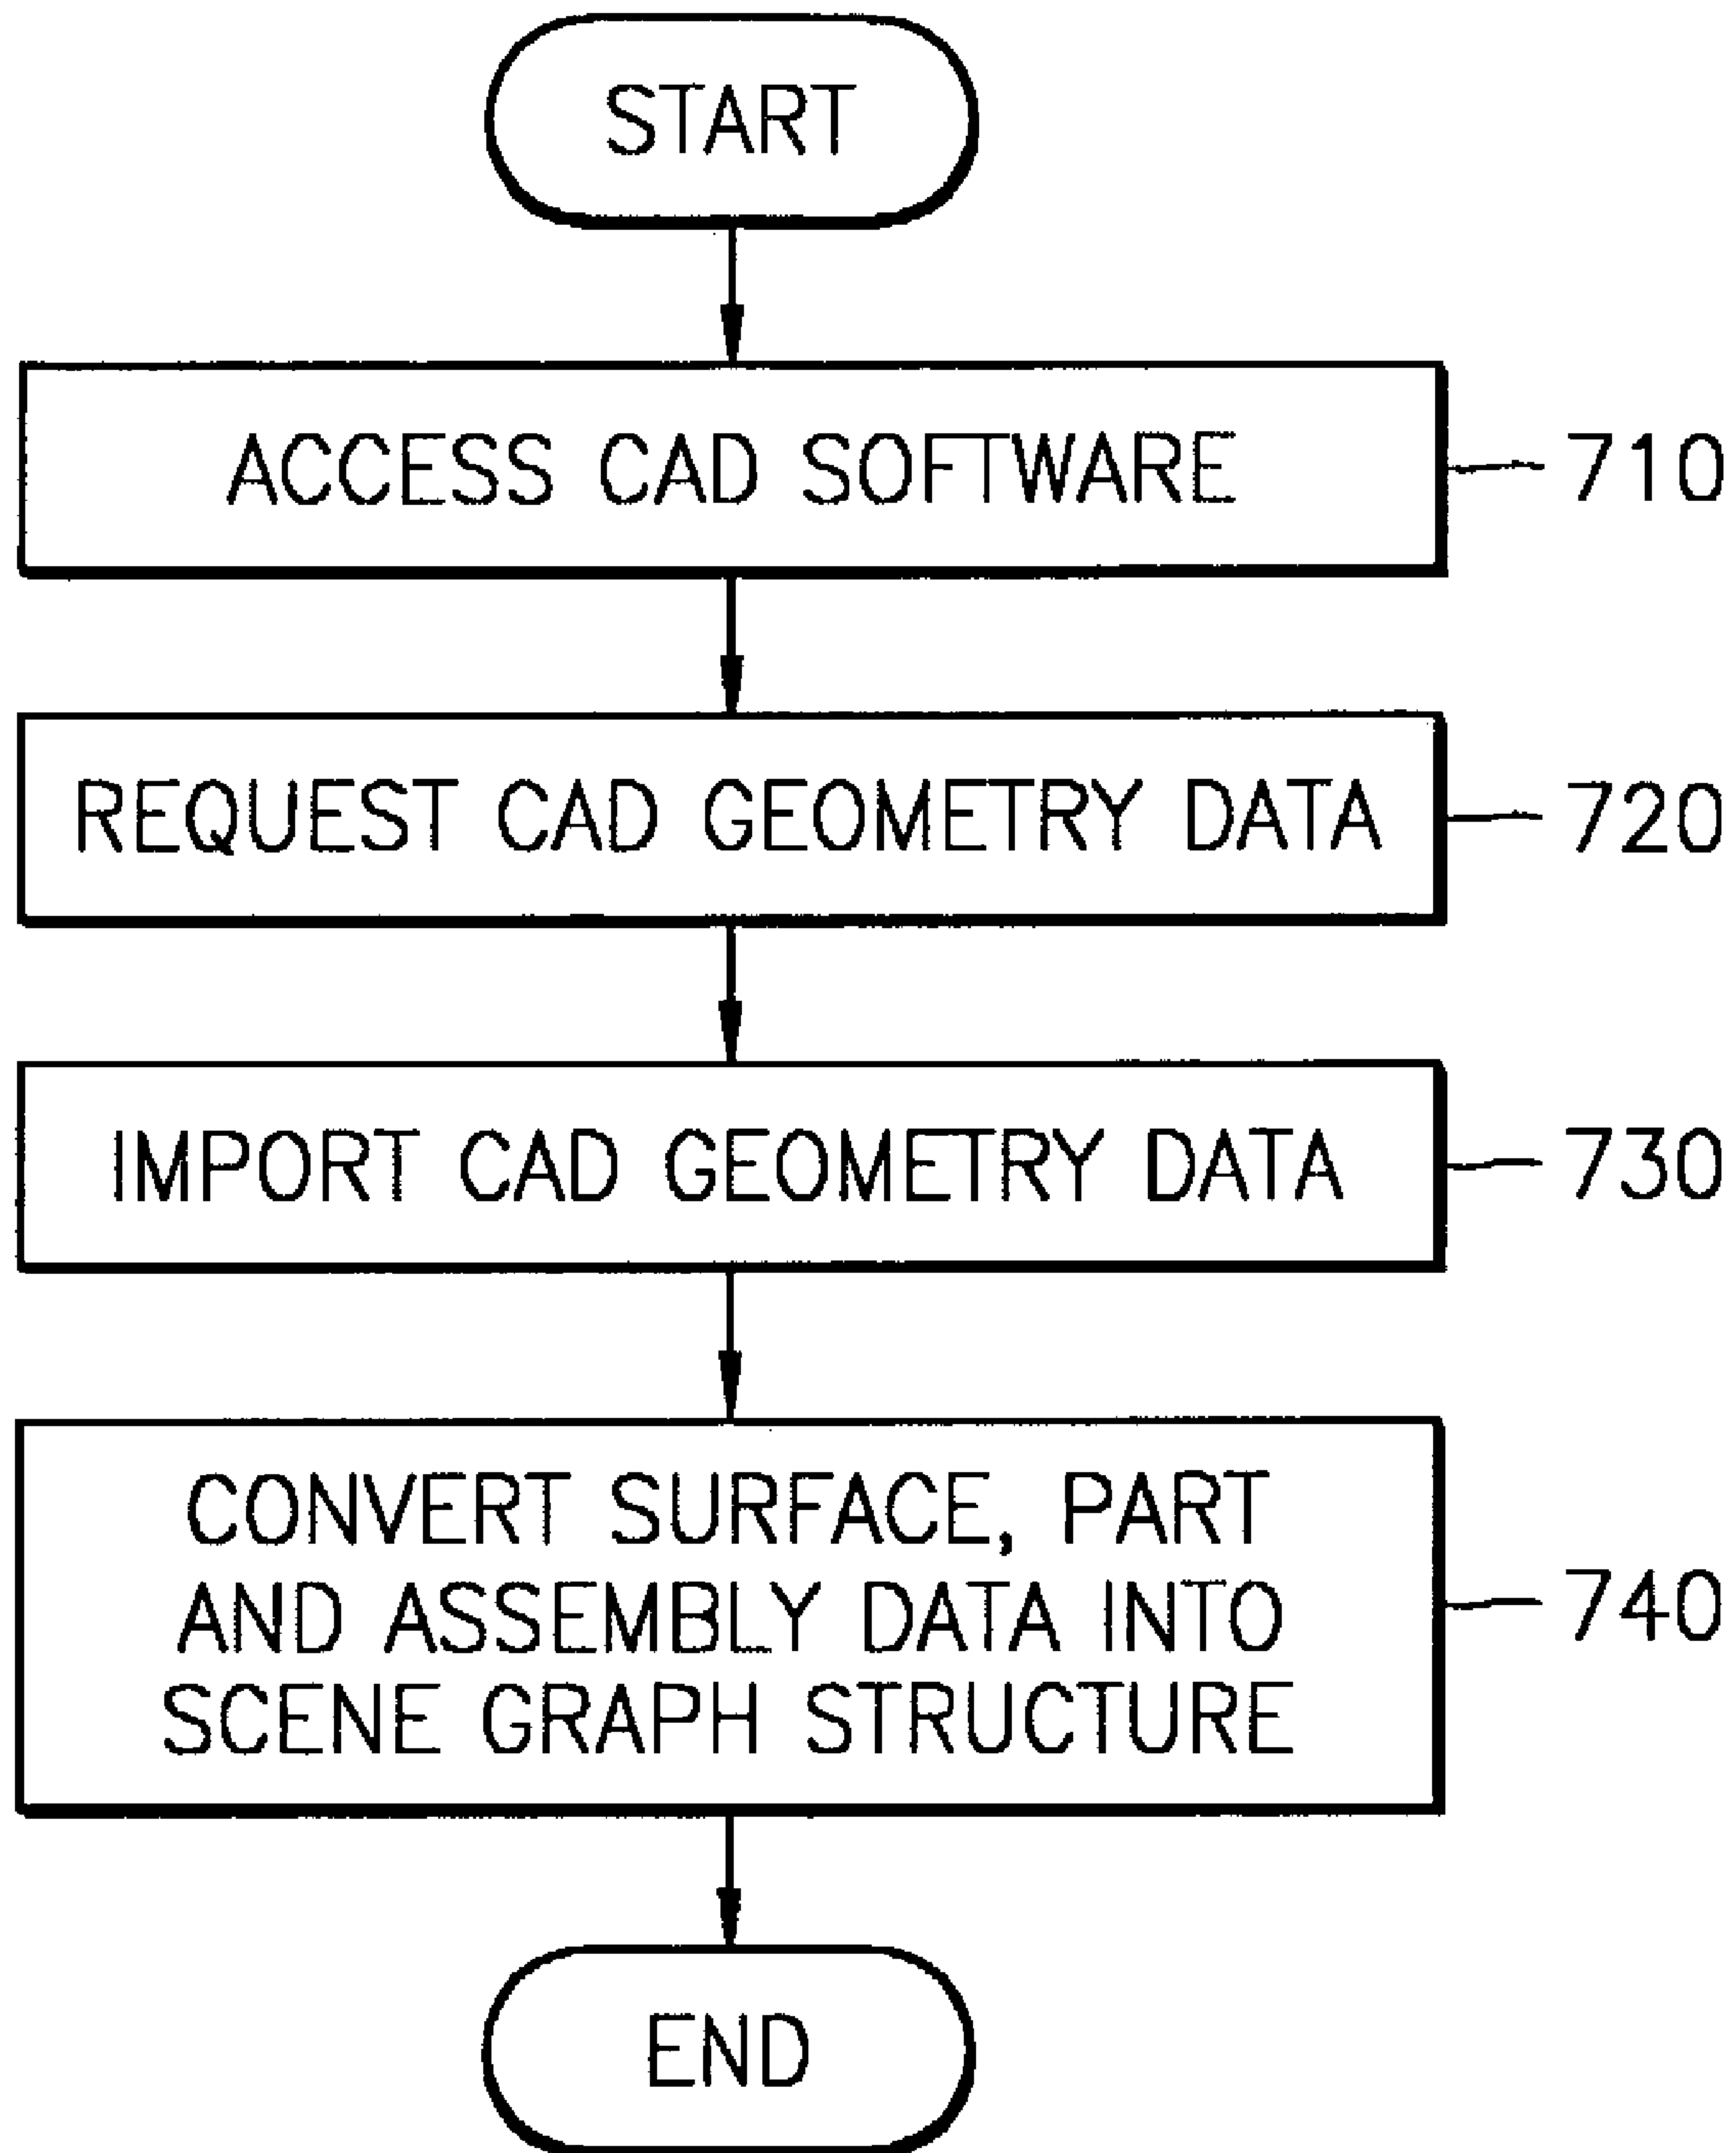 START
ACCESS CAD SOFTWARE
710
REQUEST CAD GEOMETRY DATA
720
IMPORT CAD GEOMETRY DATA
730
CONVERT SURFACE, PART
AND ASSEMBLY DATA INTO
SCENE GRAPH STRUCTURE
740
END